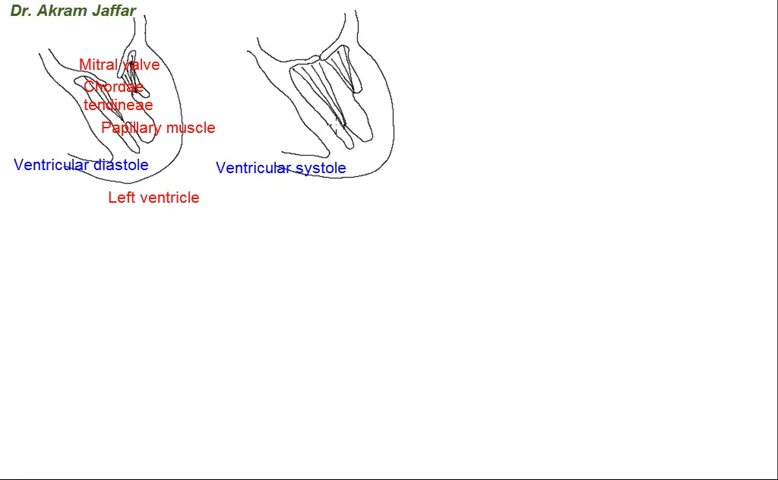 Dr. Akram Jaffar
Mitral valve
Chordae
tendineae
Papillary muscle
Ventricular diastole
Left ventricle
Ventricular systole